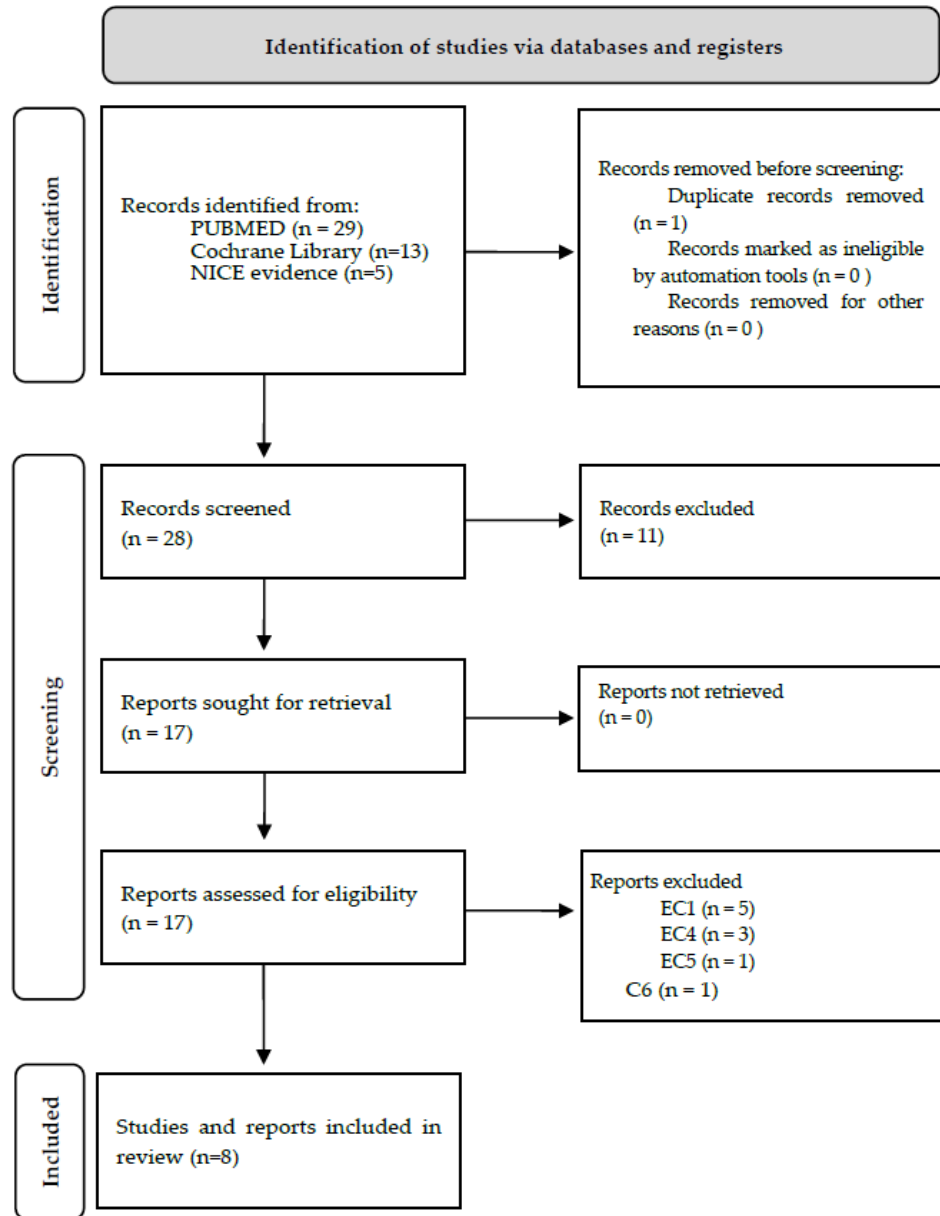 Identification of studies via databases and registers
Identification
Records identified from:
PUBMED (n = 29)
Cochrane Library (n=13)
NICE evidence (n=5)
Records removed before screening:
Duplicate records removed
(n = 1)
Records marked as ineligible
by automation tools (n = 0 )
Records removed for other
reasons (n = 0 )
Screening
Records screened
(n = 28)
Records excluded
(n = 11)
Reports sought for retrieval
(n = 17)
Reports not retrieved
(n = 0)
Reports assessed for eligibility
(n = 17)
Reports excluded
EC1 (n = 5)
EC4 (n = 3)
EC5 (n = 1)
C6 (n = 1)
Included
Studies and reports included in
review (n=8)